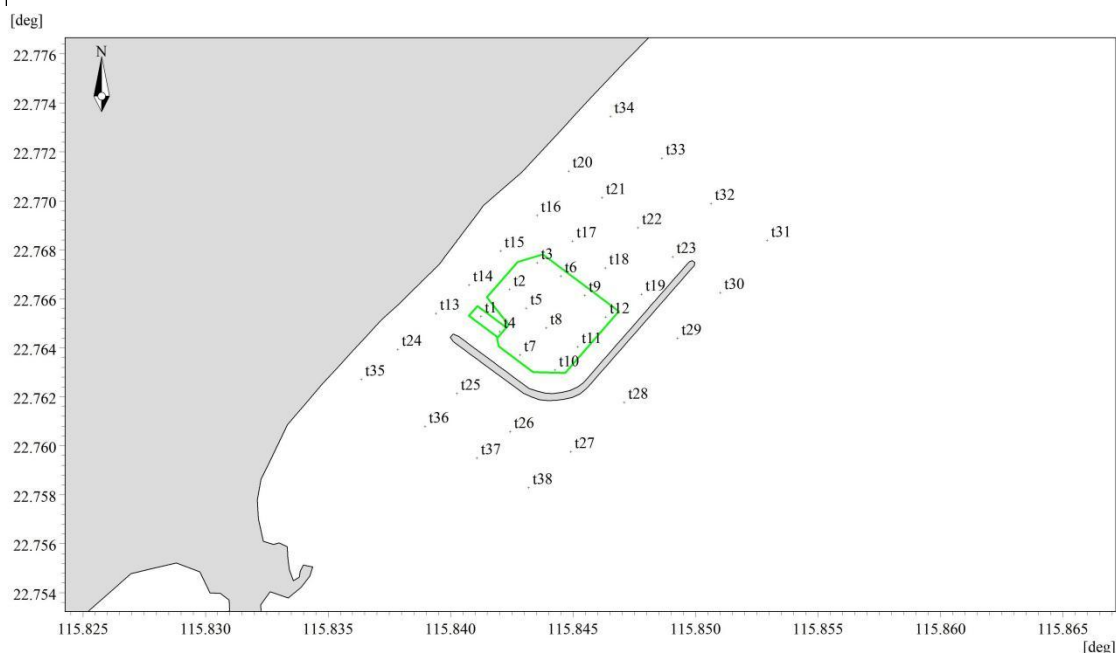 [deg]
22.776
N
22.774
t34
22.772
t33
t20
22.770
t21
t32
t16
t22
22.768
t17
t31
t15
t23
t3
t18
22.766
t6
t14
t2
t9
t19
t30
t13
t1
t5
t12
22.764
t4
t8
t29
t24
t7
t11
t10
t35
22.762
t25
t28
t36
t26
22.760
t37
t27
t38
22.758
22.756
22.754
115.825 115.830 115.835 115.840 115.845 115.850 115.855 115.860 115.865
[deg]